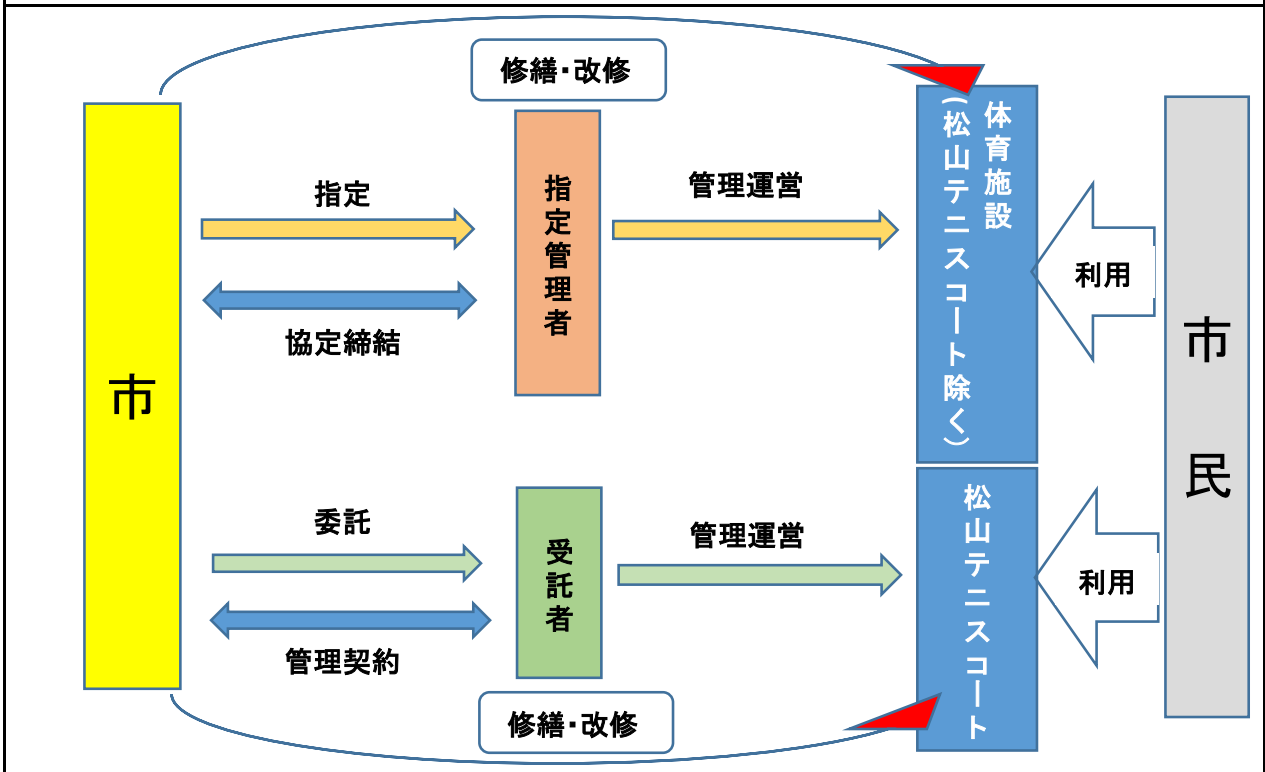 修繕・改修
市
指定
協定締結
指定管理者
管理運営
体育施設
(松山テニスコート除く)
利用
市民
委託
管理契約
受託者
管理運営
松山テニスコート
利用
修繕・改修